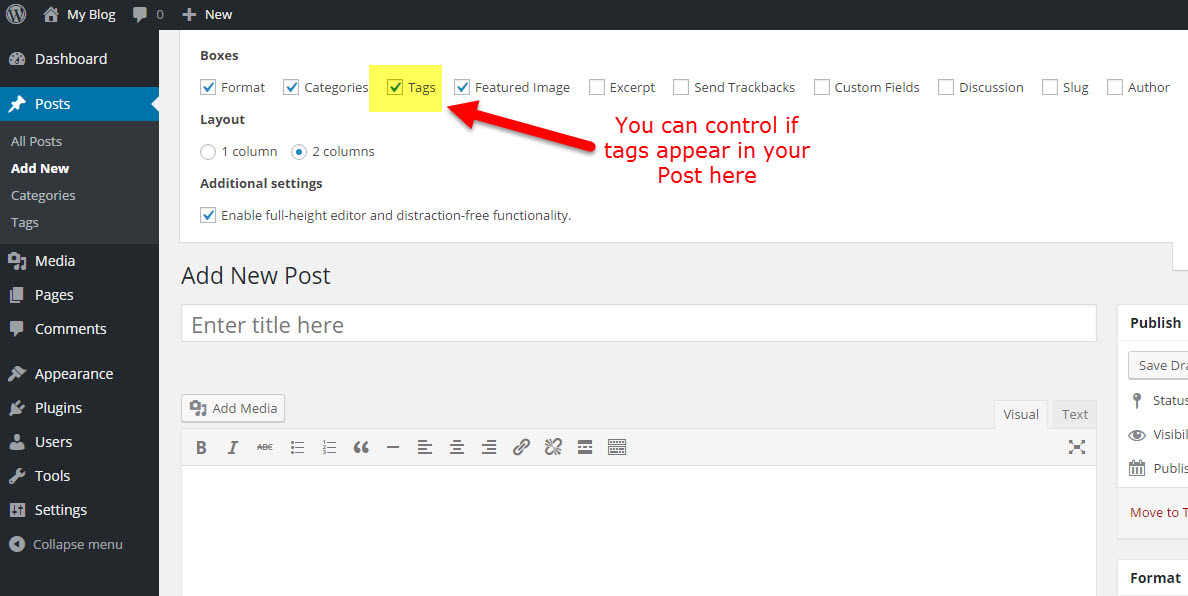 My Blog 0 New
Dashboard
Posts
All Posts
Add New
Categories
Tags
Media
Pages
Comments
Appearance
Plugins
Users
Tools
Settings
Collapse menu
Boxes
Format Categories Tags Featured Image Excerpt Send Trackbacks Custom Fields Discussion Slug Author
Layout
1 column 2 columns
You can control if
tags appear in your
Post here
Additional settings
Enable full-height editor and distraction-free functionality.
Add New Post
Enter title here
Add Media
Visual Text
B I ABC
Publish
Save Dra
Status
Visibil
Publis
Move to T
Format